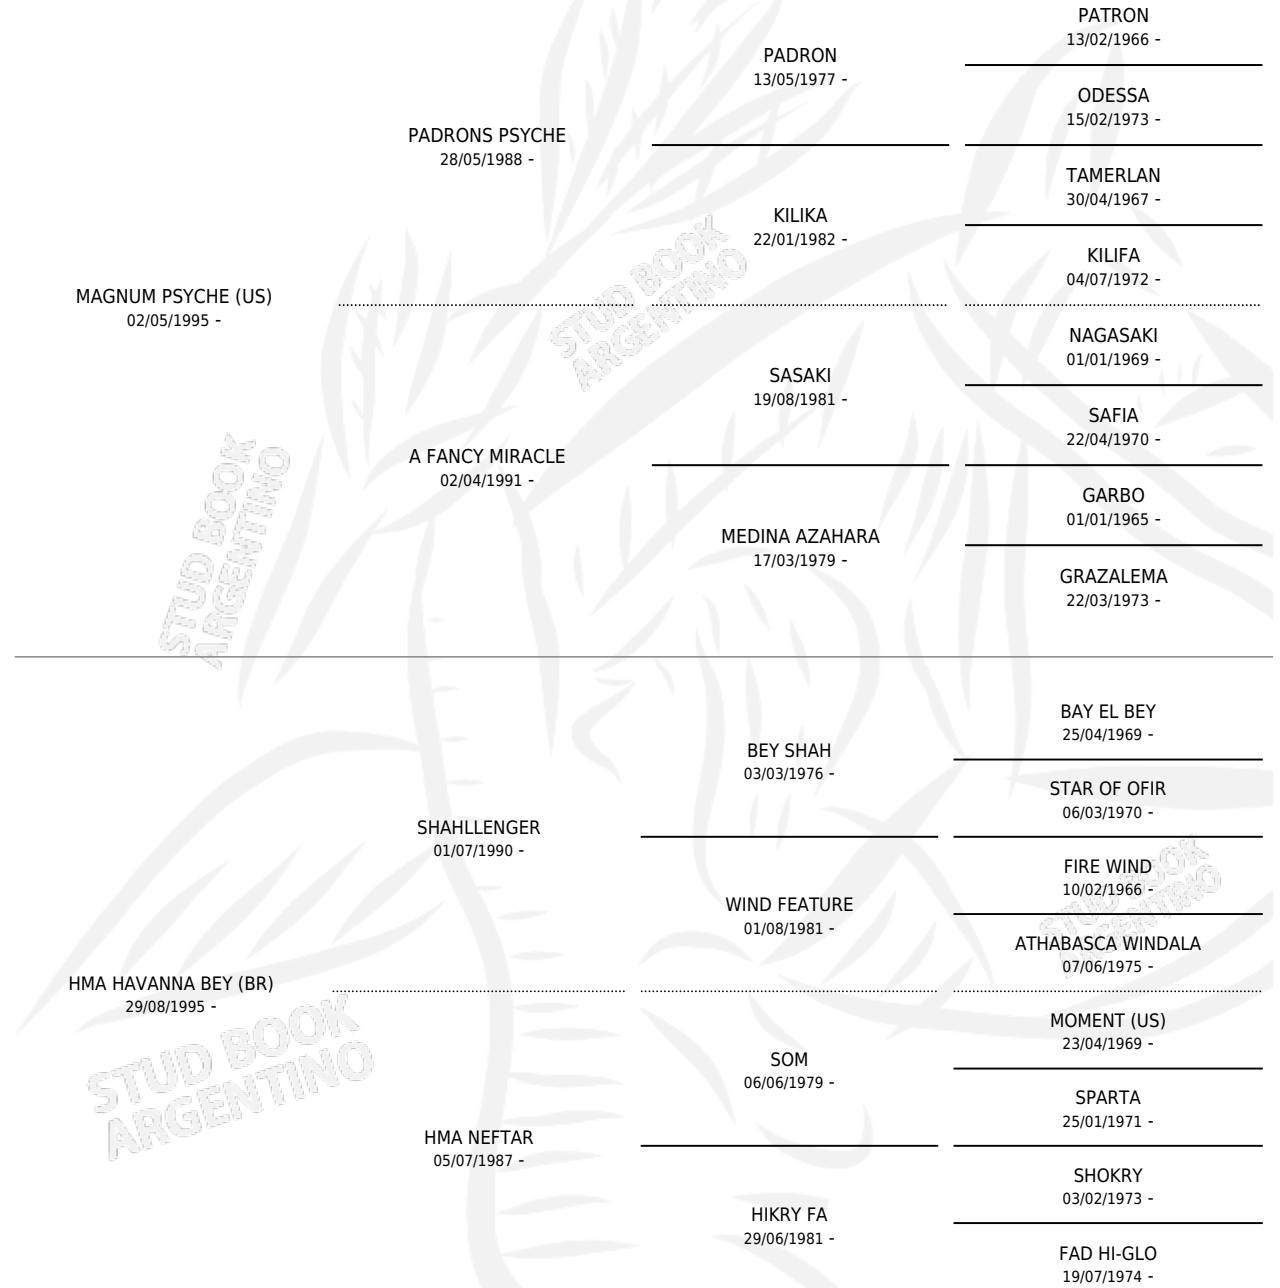 PATRON
13/02/1966 -
PADRON
13/05/1977 -
ODESSA
15/02/1973 -
PADRONS PSYCHE
28/05/1988 -
TAMERLAN
30/04/1967 -
KILIKA
22/01/1982 -
KILIFA
04/07/1972 -
MAGNUM PSYCHE (US)
02/05/1995 -
NAGASAKI
01/01/1969 -
SASAKI
19/08/1981 -
SAFIA
22/04/1970 -
A FANCY MIRACLE
02/04/1991 -
GARBO
01/01/1965 -
MEDINA AZAHARA
17/03/1979 -
GRAZALEMA
22/03/1973 -
BAY EL BEY
25/04/1969 -
BEY SHAH
03/03/1976 -
STAR OF OFIR
06/03/1970 -
SHAHLLENGER
01/07/1990 -
FIRE WIND
10/02/1966 -
WIND FEATURE
01/08/1981 -
ATHABASCA WINDALA
07/06/1975 -
HMA HAVANNA BEY (BR)
29/08/1995 -
MOMENT (US)
23/04/1969 -
SOM
06/06/1979 -
SPARTA
25/01/1971 -
HMA NEFTAR
05/07/1987 -
SHOKRY
03/02/1973 -
HIKRY FA
29/06/1981 -
FAD HI-GLO
19/07/1974 -
STUD BOOK
ARGENTINO
STUD BOOK
ARGENTINO
STUD BOOK
ARGENTINO
STUD BOOK
ARGENTINO